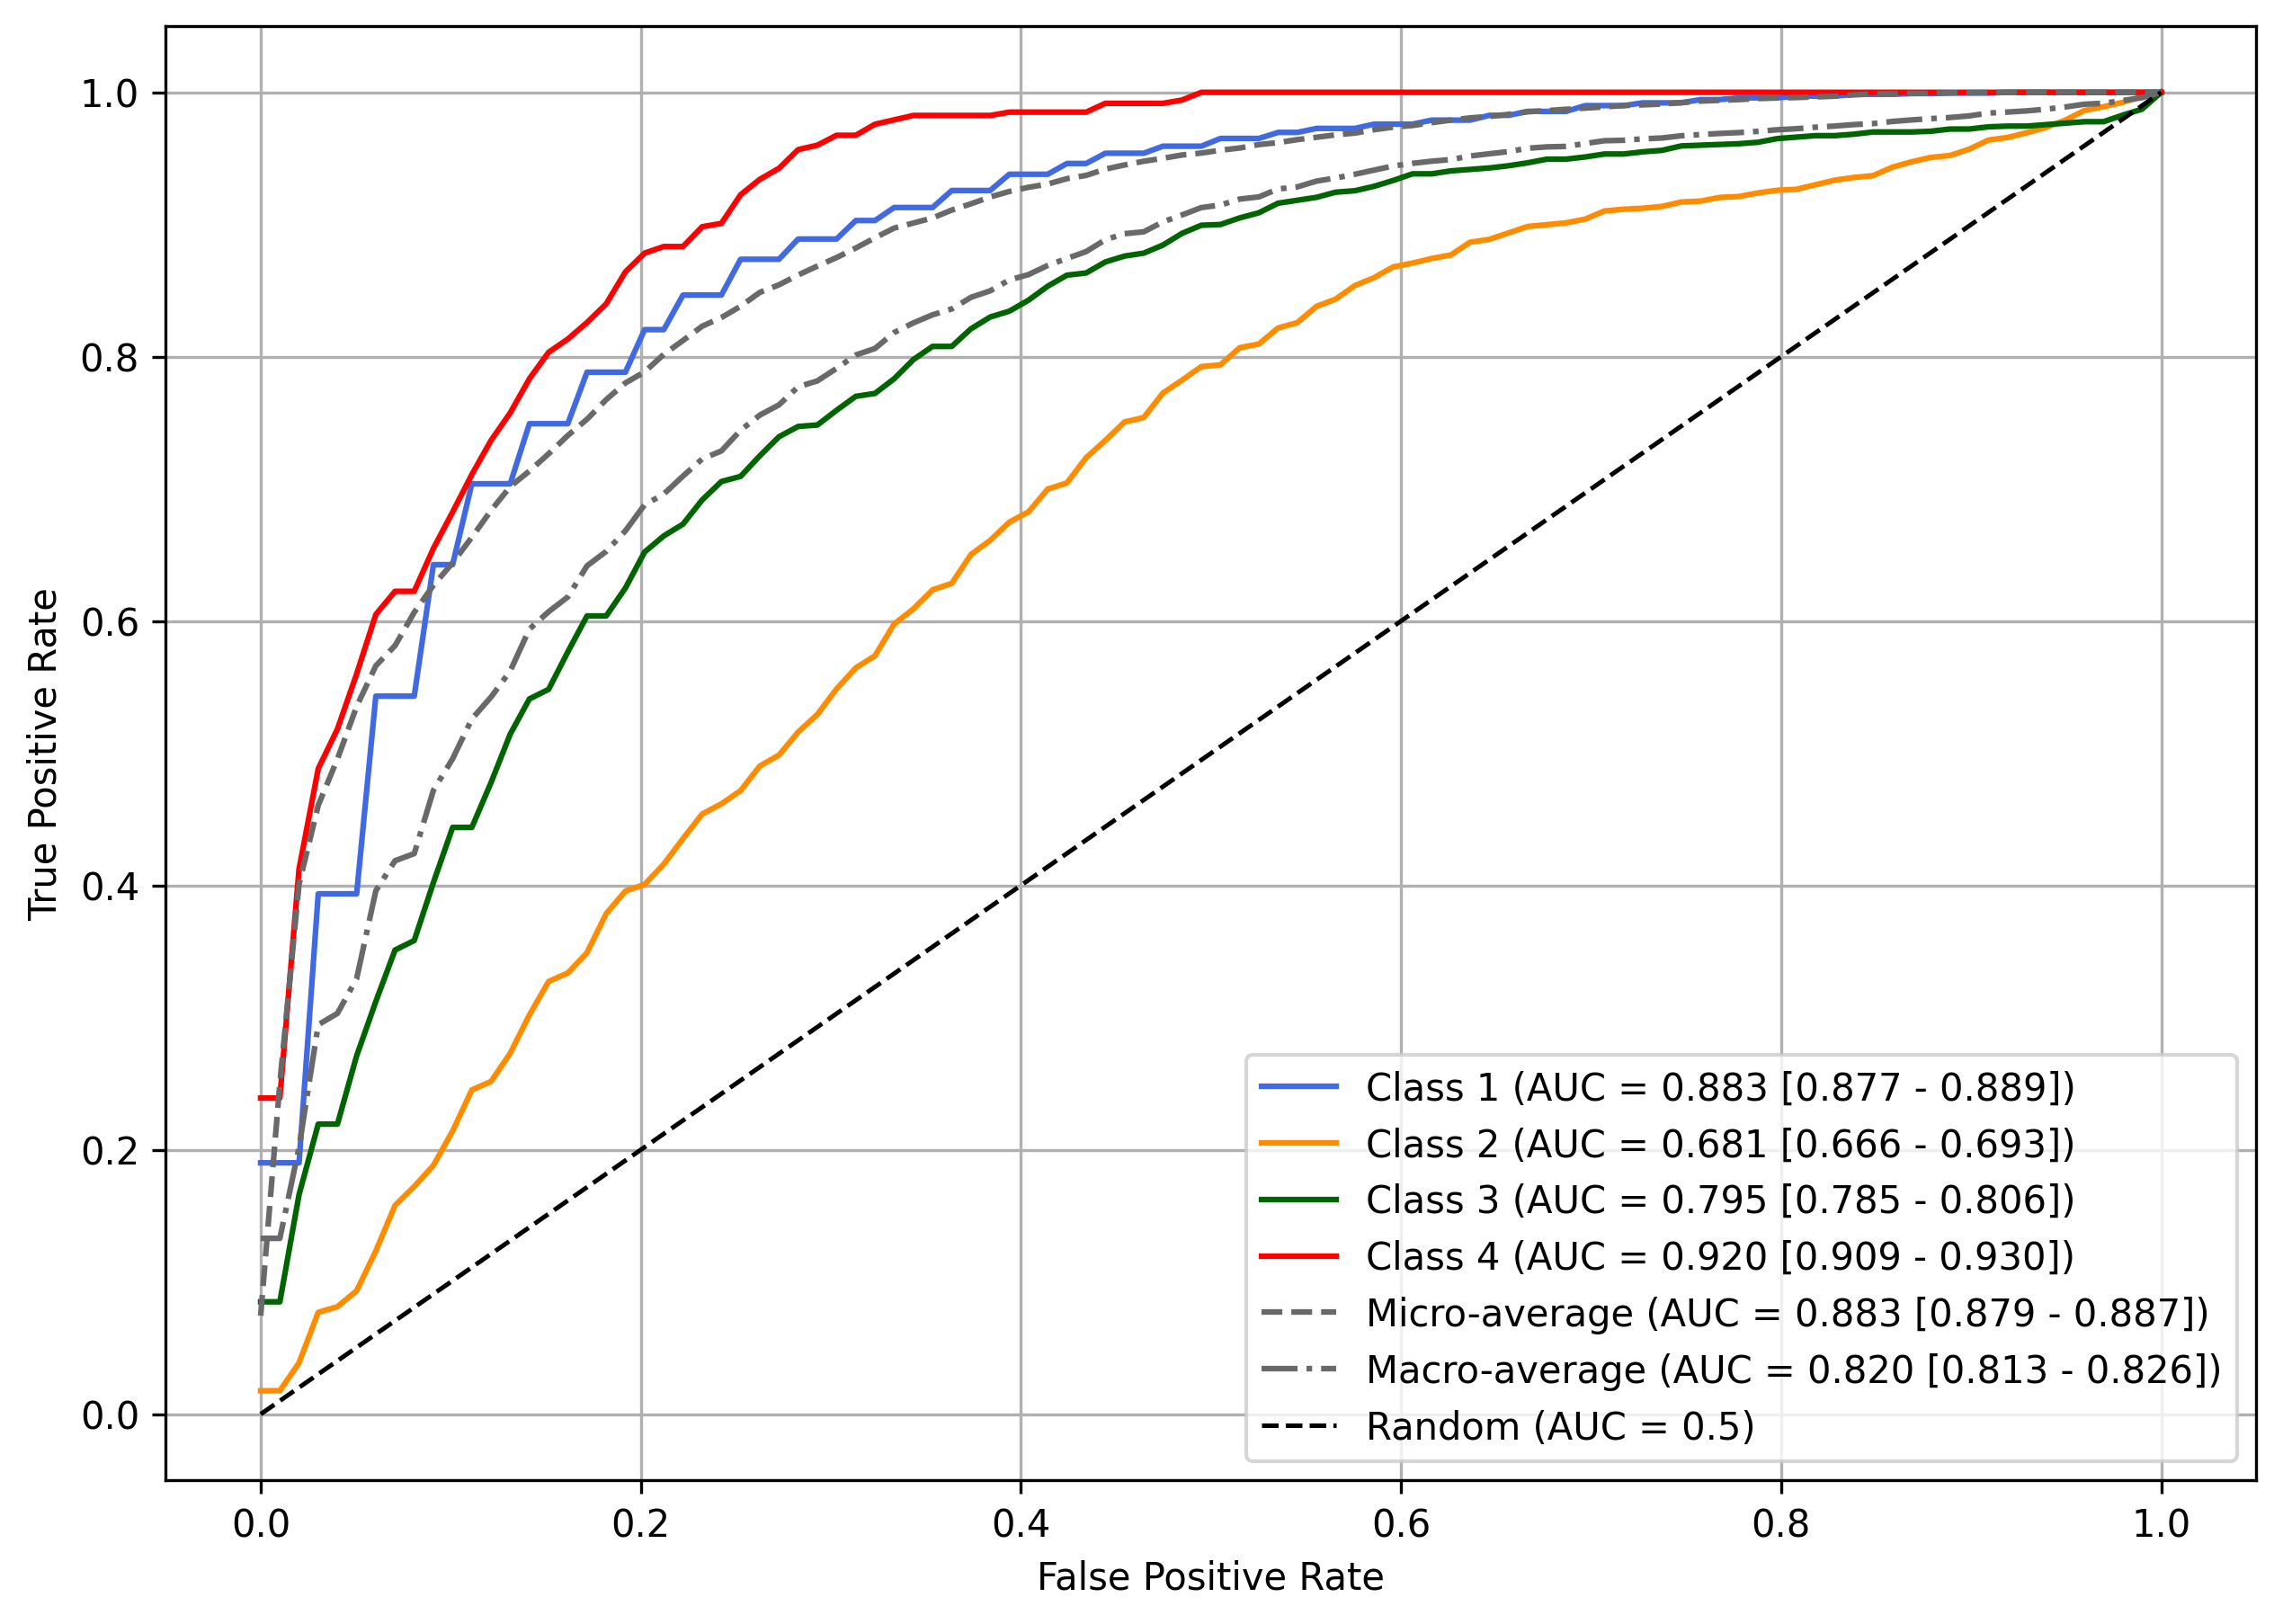 1.0
0.8
0.6
0.4
0.2
0.0
True Positive Rate
Class 1 (AUC = 0.883 [0.877 - 0.889])
Class 2 (AUC = 0.681 [0.666 - 0.693])
Class 3 (AUC = 0.795 [0.785 - 0.806])
Class 4 (AUC = 0.920 [0.909 - 0.930])
Micro-average (AUC = 0.883 [0.879 - 0.887])
Macro-average (AUC = 0.820 [0.813 - 0.826])
Random (AUC = 0.5)
0.0 0.2 0.4 0.6 0.8 1.0
False Positive Rate